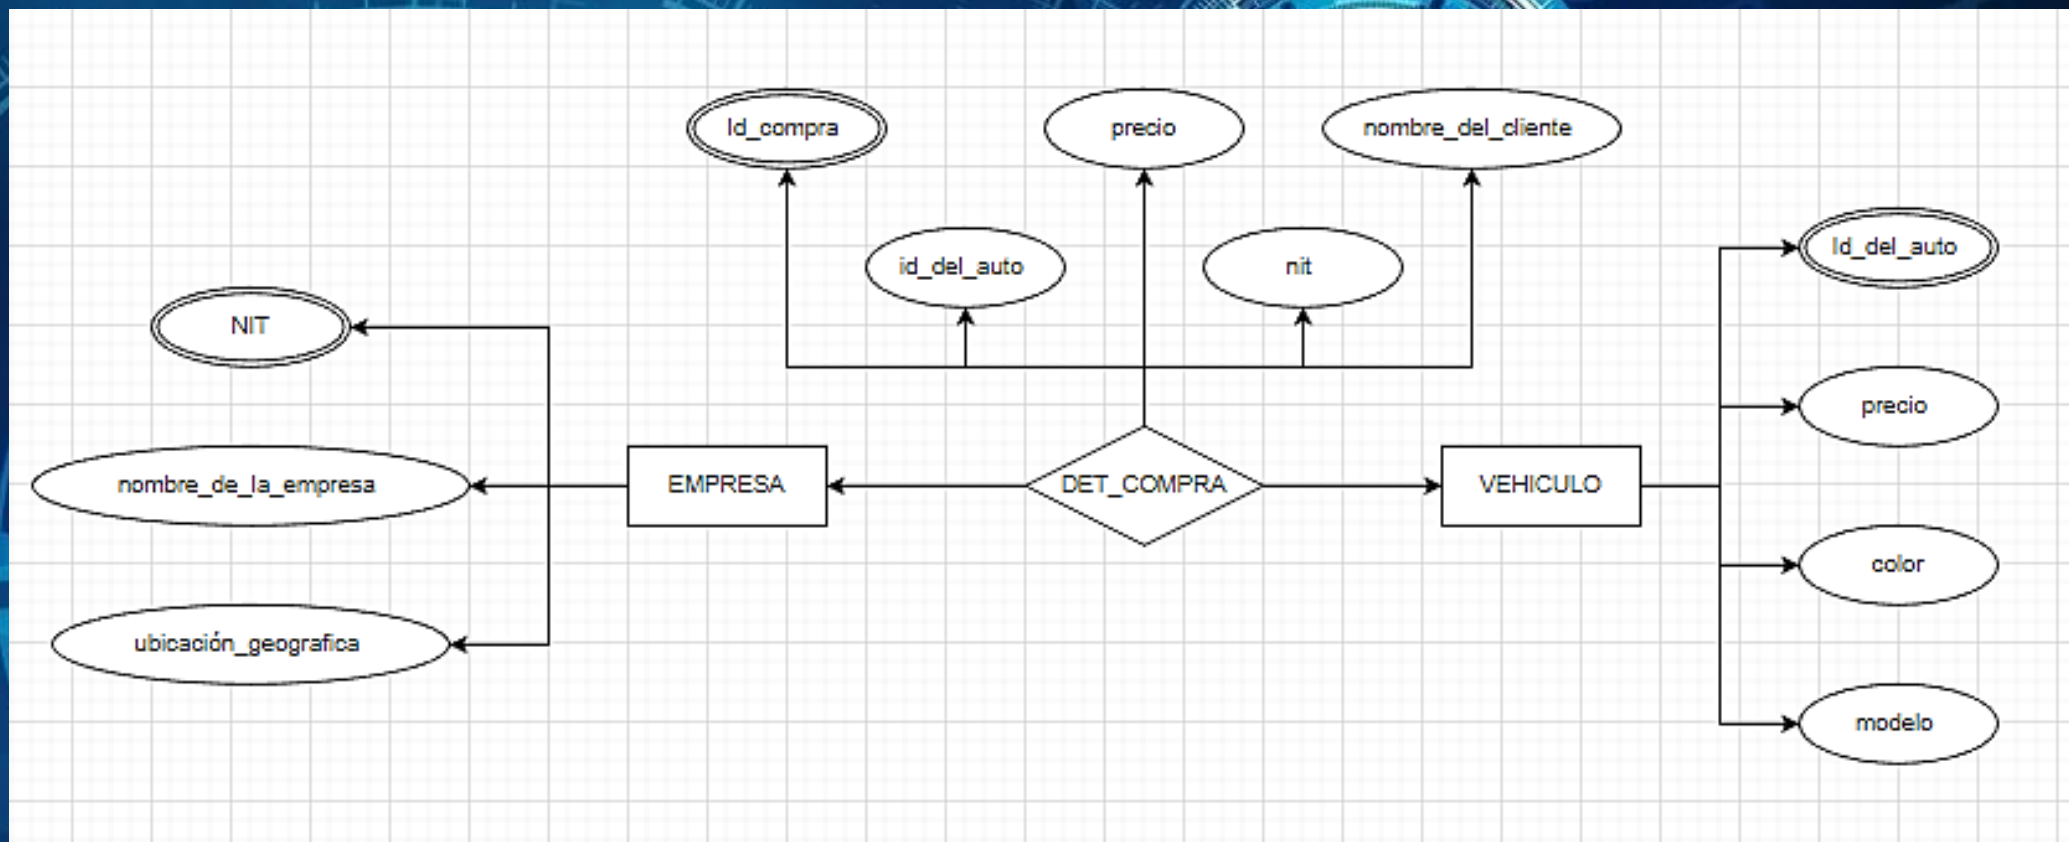 Id_compra
precio
nombre_del_cliente
id_del_auto
nit
Id_del_auto
NIT
precio
nombre_de_la_empresa
EMPRESA
DET_COMPRA
VEHICULO
color
ubicación_geografica
modelo